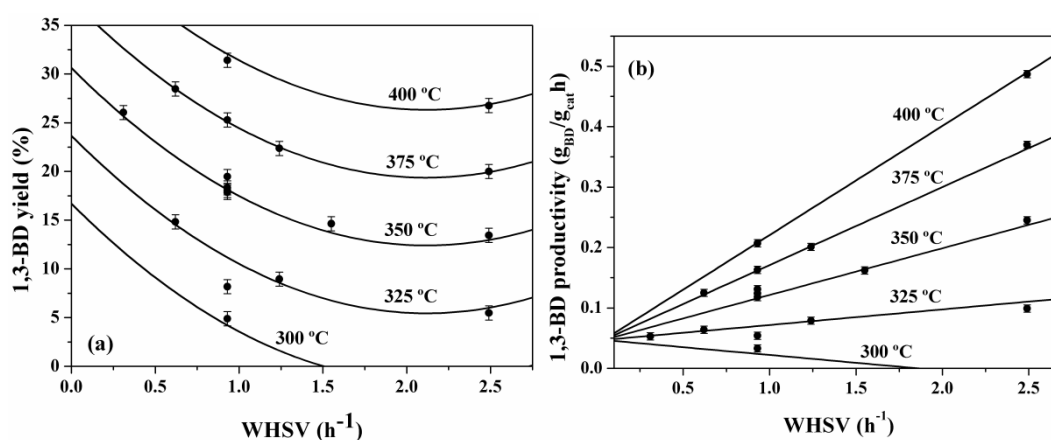 35
30
25
20
15
10
5
0
1,3-BD yield (%)
400 ºC
375 ºC
350 ºC
325 ºC
300 ºC
(a)
0.0 0.5 1.0 1.5 2.0 2.5
WHSV (h-1)
(b)
0.5
0.4
0.3
0.2
0.1
0.0
1,3-BD productivity (gBD/gcath)
400 ºC
375 ºC
350 ºC
325 ºC
300 ºC
0.5 1.0 1.5 2.0 2.5
WHSV (h-1)